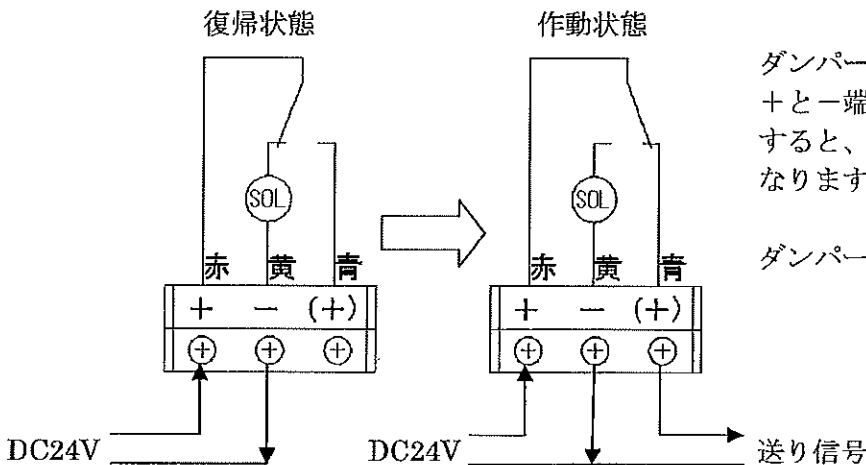 復帰状態
作動状態
ダンパー
+と-端
すると、
なります
ダンパー
SOL
SOL
赤 黄 青
赤 黄 青
+ - (+)
+ - (+)
DC24V
DC24V
送り信号